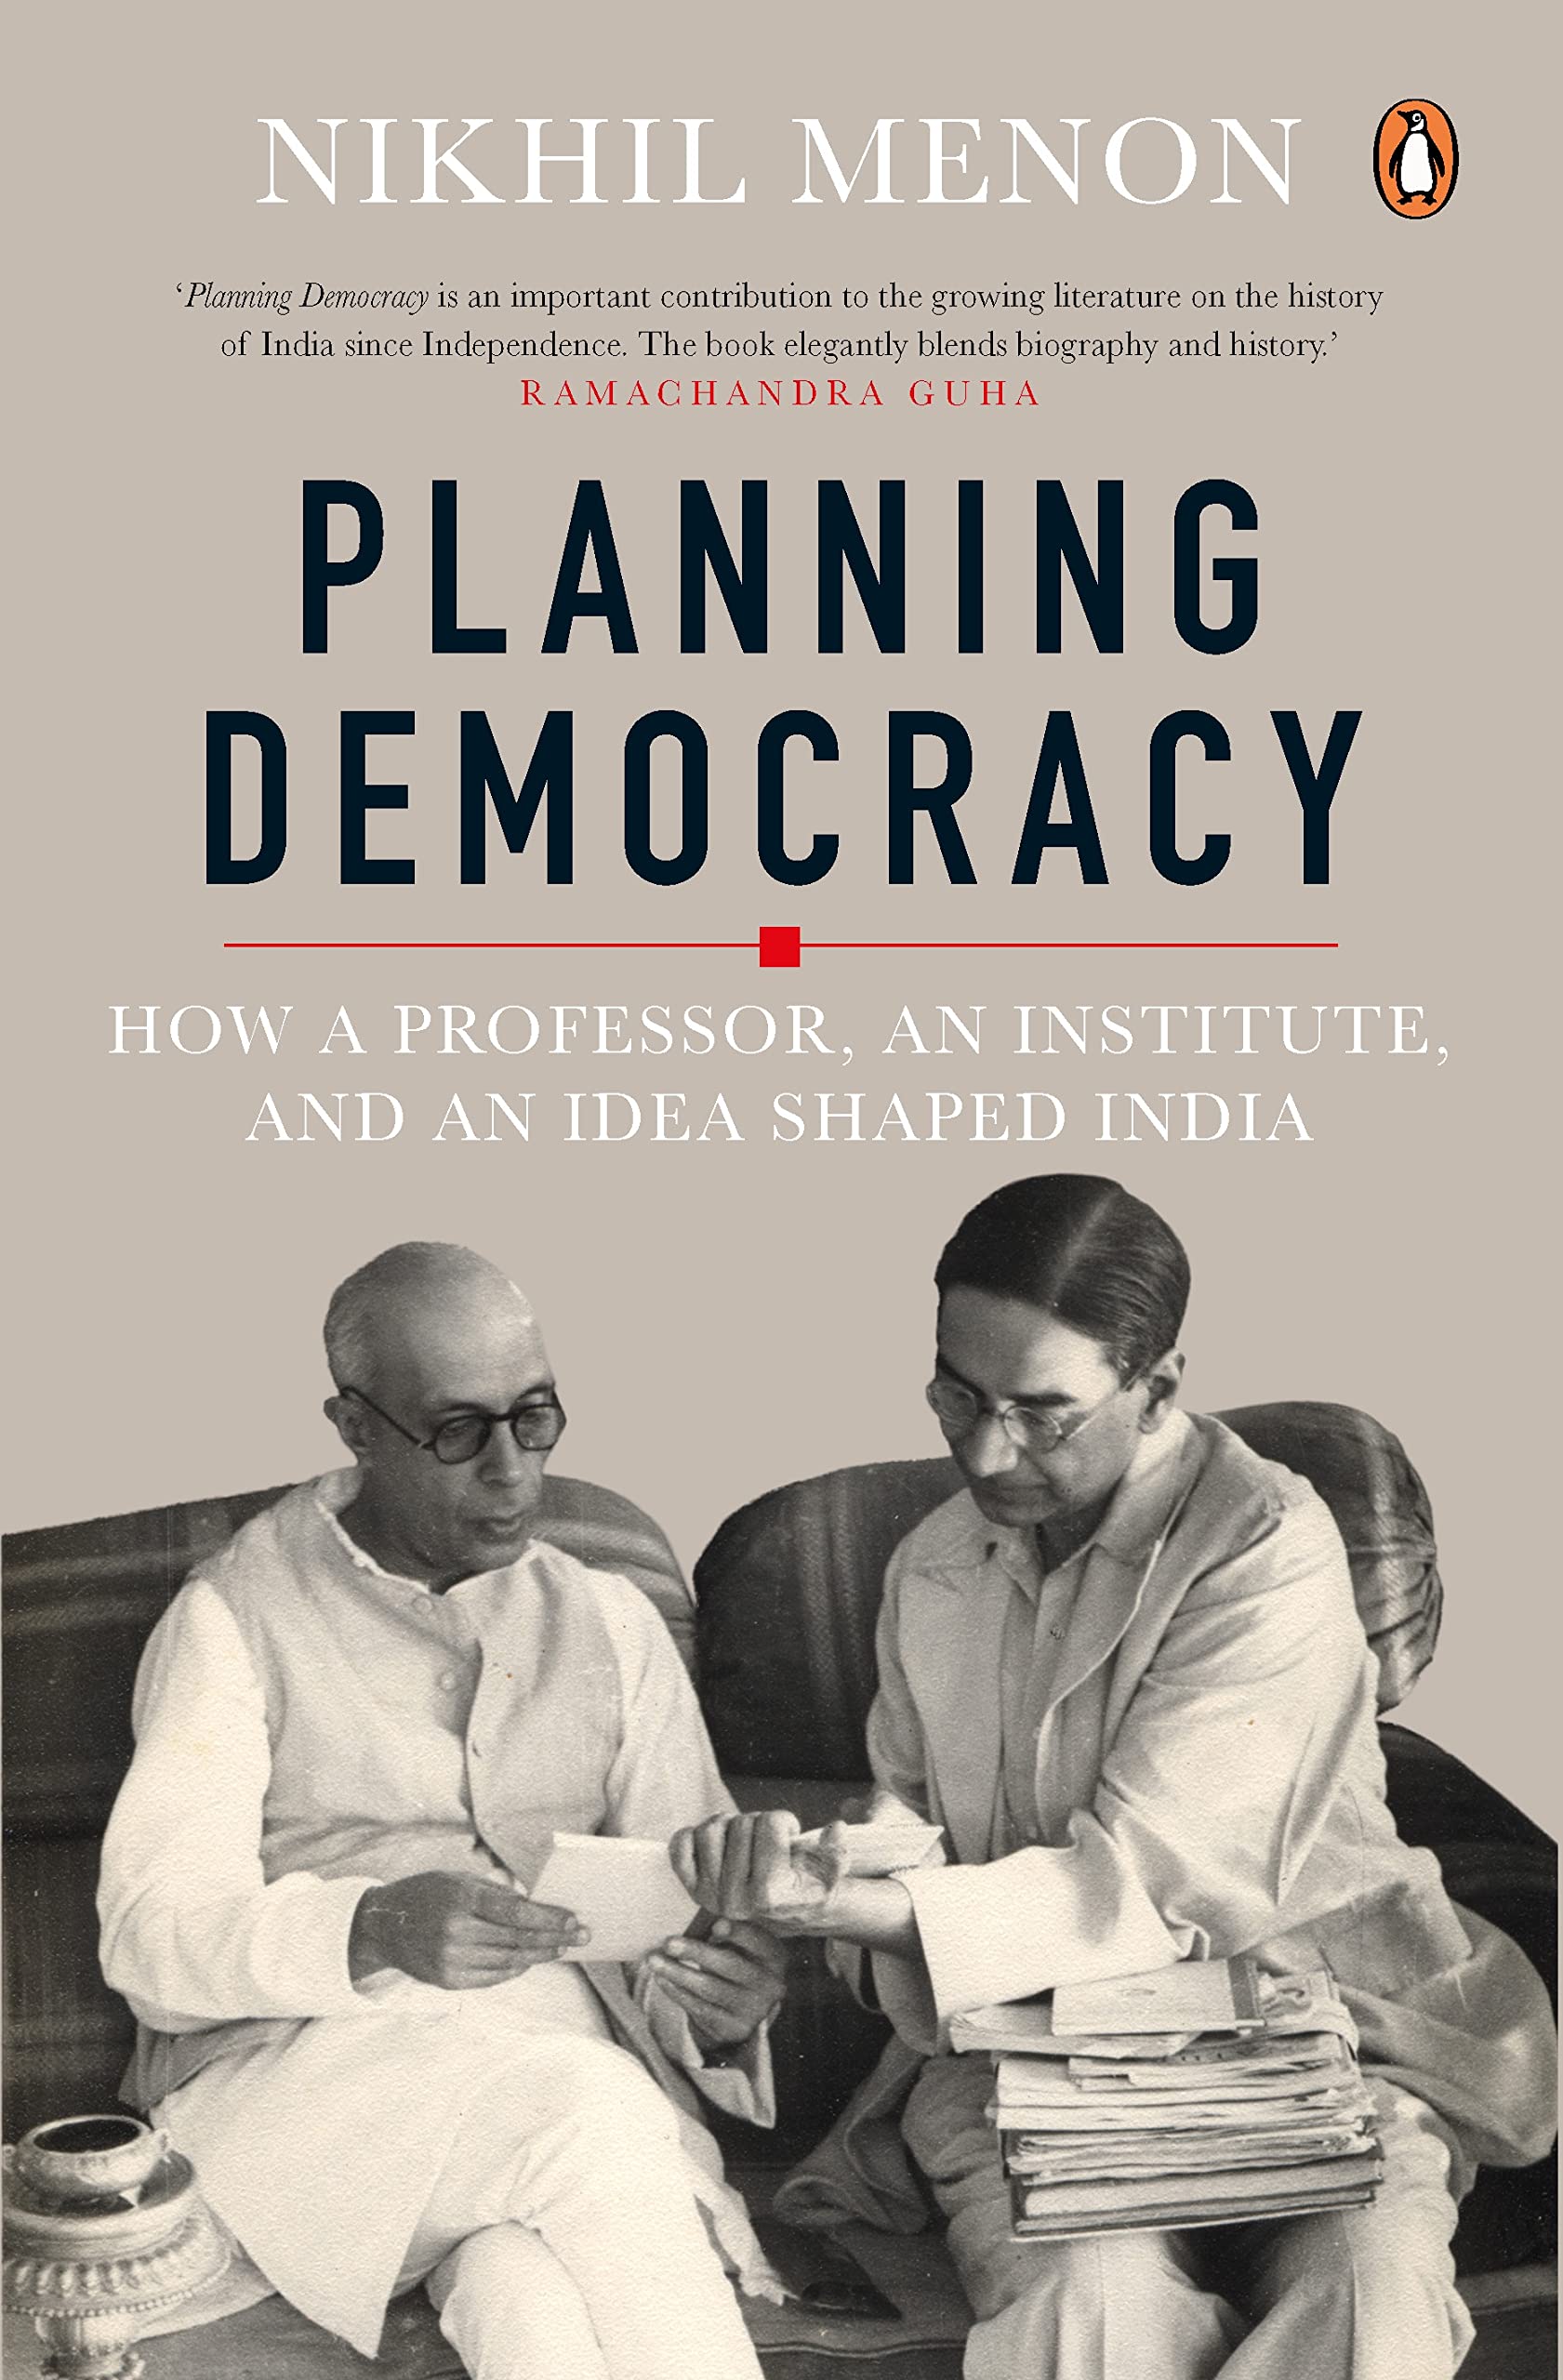 NIKHIL MENON
‘Planning Democracy is an important contribution to the growing literature on the history
of India since Independence. The book elegantly blends biography and history.’
RAMACHANDRA GUHA
PLANNING
DEMOCRACY
HOW A PROFESSOR, AN INSTITUTE,
AND AN IDEA SHAPED INDIA